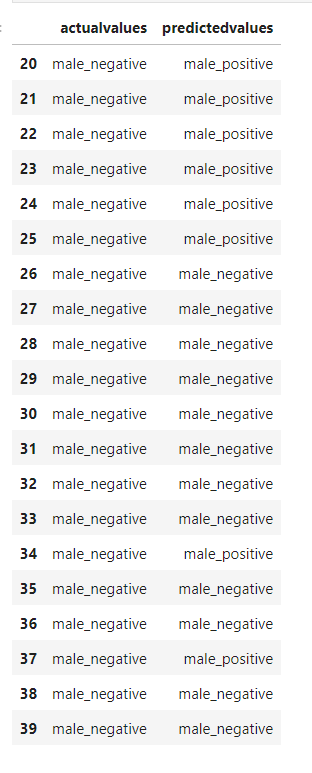 actualvalues predictedvalues
20 male_negative male_positive
21 male_negative male_positive
22 male_negative male_positive
23 male_negative male_positive
24 male_negative male_positive
25 male_negative male_positive
26 male_negative male_negative
27 male_negative male_negative
28 male_negative male_negative
29 male_negative male_negative
30 male_negative male_negative
31 male_negative male_negative
32 male_negative male_negative
33 male_negative male_negative
34 male_negative male_positive
35 male_negative male_negative
36 male_negative male_negative
37 male_negative male_positive
38 male_negative male_negative
39 male_negative male_negative